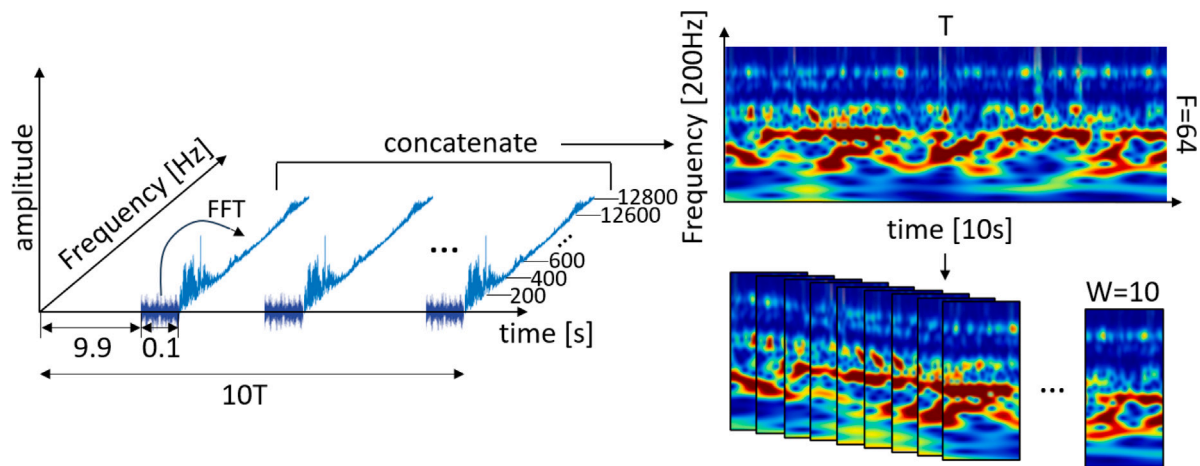 amplitude
Frequency [Hz]
FFT
concatenate
...
12800
12600
...
600
400
200
time [s]
9.9
0.1
10T
T
Frequency [200Hz]
F=64
time [10s]
W=10
...